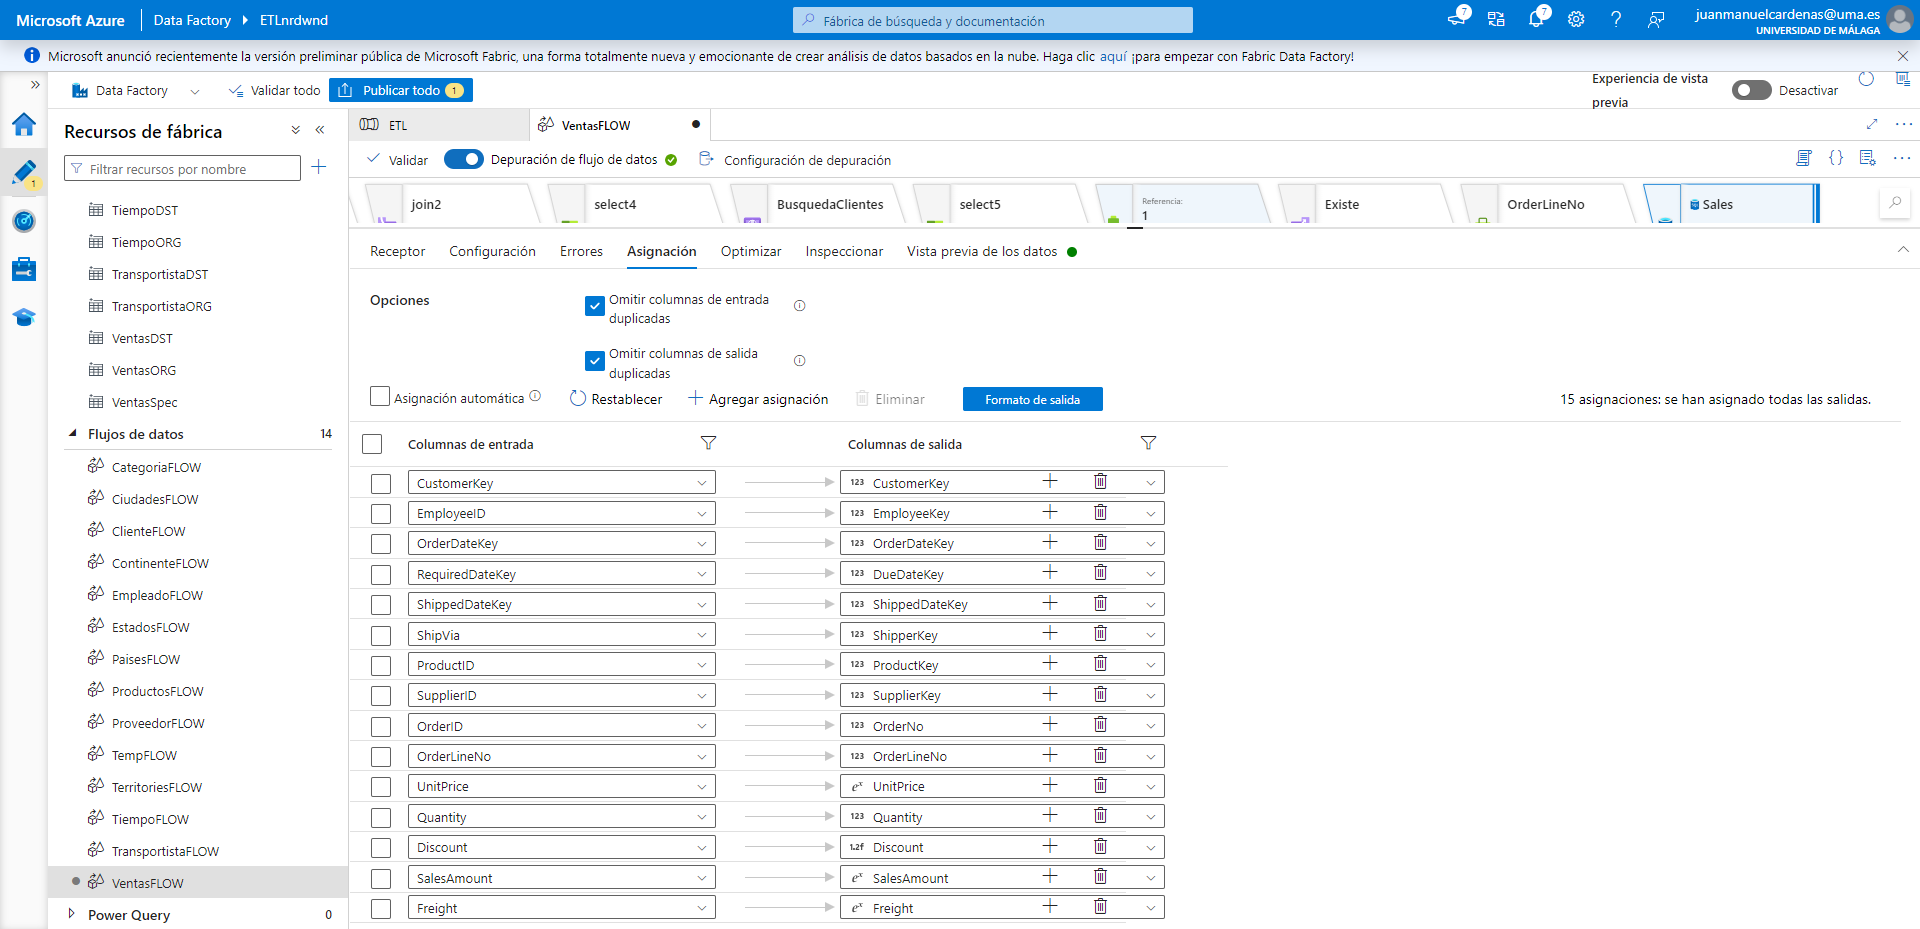 Microsoft Azure
Data Factory
ETLnrdwnd
Fábrica de búsqueda y documentación
7
7
juanmanuelcardenas@uma.es
UNIVERSIDAD DE MÁLAGA
Microsoft anunció recientemente la versión preliminar pública de Microsoft Fabric, una forma totalmente nueva y emocionante de crear análisis de datos basados en la nube. Haga clic aquí ¡para empezar con Fabric Data Factory!
Data Factory
Validar todo
Publicar todo 1
Experiencia de vista
previa
Desactivar
Recursos de fábrica
ETL
VentasFLOW
1
Filtrar recursos por nombre
Validar
Depuración de flujo de datos
Configuración de depuración
join2
select4
BusquedaClientes
select5
Referencia:
1
Existe
OrderLineNo
Sales
Receptor
Configuración
Errores
Asignación
Optimizar
Inspeccionar
Vista previa de los datos
Opciones
Omitir columnas de entrada
duplicadas
Omitir columnas de salida
duplicadas
Asignación automática
Restablecer
Agregar asignación
Eliminar
Formato de salida
15 asignaciones: se han asignado todas las salidas.
Columnas de entrada
Columnas de salida
CustomerKey 123 CustomerKey
EmployeeID 123 EmployeeKey
OrderDateKey 123 OrderDateKey
RequiredDateKey 123 DueDateKey
ShippedDateKey 123 ShippedDateKey
ShipVia 123 ShipperKey
ProductID 123 ProductKey
SupplierID 123 SupplierKey
OrderID 123 OrderNo
OrderLineNo 123 OrderLineNo
UnitPrice eˣ UnitPrice
Quantity 123 Quantity
Discount 1.2f Discount
SalesAmount eˣ SalesAmount
Freight eˣ Freight
TiempoDST
TiempoORG
TransportistaDST
TransportistaORG
VentasDST
VentasORG
VentasSpec
Flujos de datos 14
CategoriaFLOW
CiudadesFLOW
ClienteFLOW
ContinenteFLOW
EmpleadoFLOW
EstadosFLOW
PaisesFLOW
ProductosFLOW
ProveedorFLOW
TempFLOW
TerritoriesFLOW
TiempoFLOW
TransportistaFLOW
VentasFLOW
Power Query 0